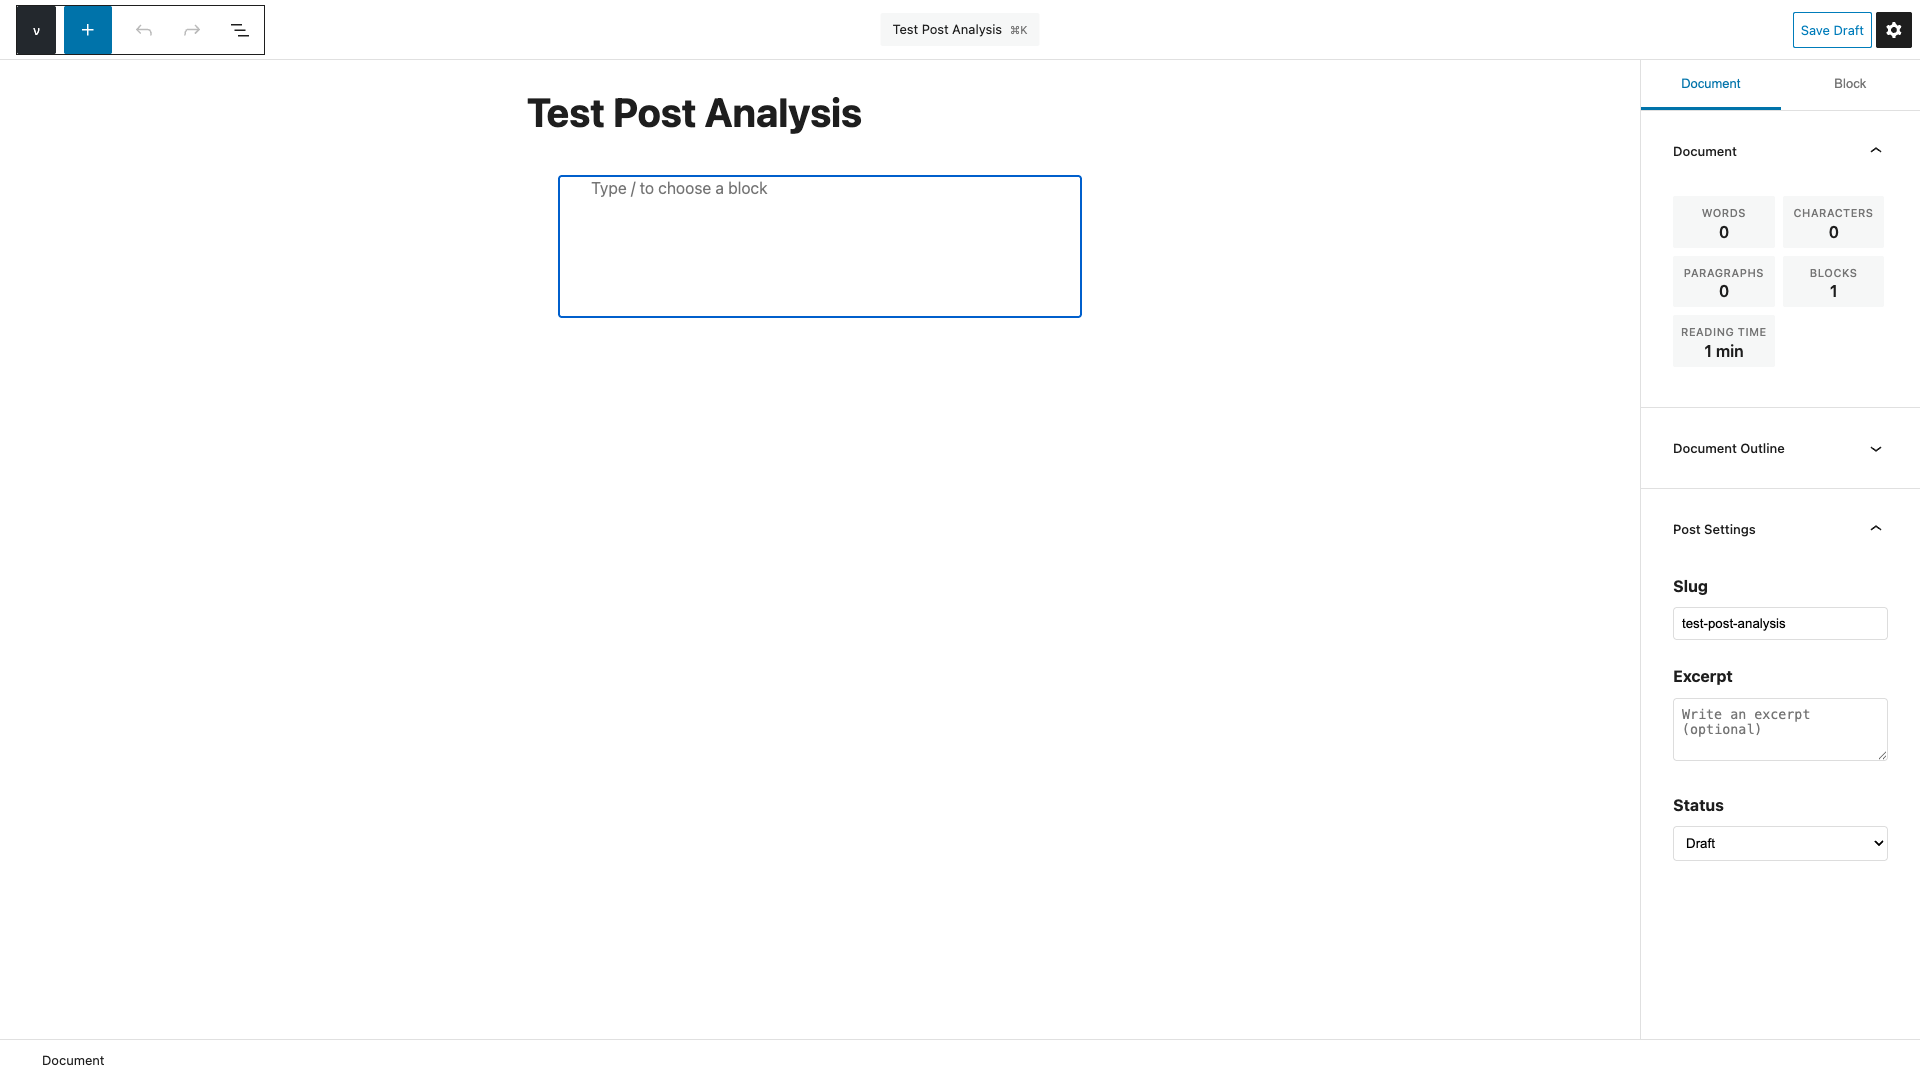 v
Test Post Analysis ⌘K
Save Draft
Test Post Analysis
Type / to choose a block
Document
Block
Document
WORDS
0
CHARACTERS
0
PARAGRAPHS
0
BLOCKS
1
READING TIME
1 min
Document Outline
Post Settings
Slug
test-post-analysis
Excerpt
Write an excerpt
(optional)
Status
Draft
Document